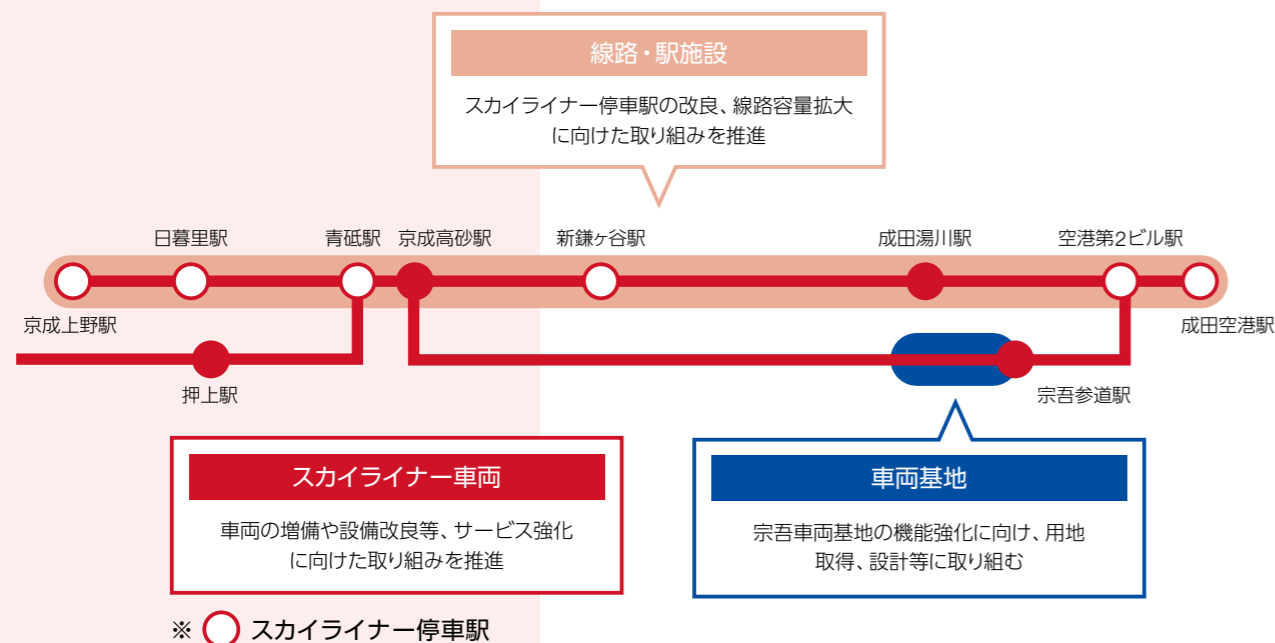 線路・駅施設
スカイライナー停車駅の改良、線路容量拡大
に向けた取り組みを推進
日暮里駅
青砥駅
京成高砂駅
新鎌ヶ谷駅
成田湯川駅
空港第2ビル駅
京成上野駅
成田空港駅
押上駅
宗吾参道駅
スカイライナー車両
車両の増備や設備改良等、サービス強化
に向けた取り組みを推進
車両基地
宗吾車両基地の機能強化に向け、用地
取得、設計等に取り組む
※ ○ スカイライナー停車駅